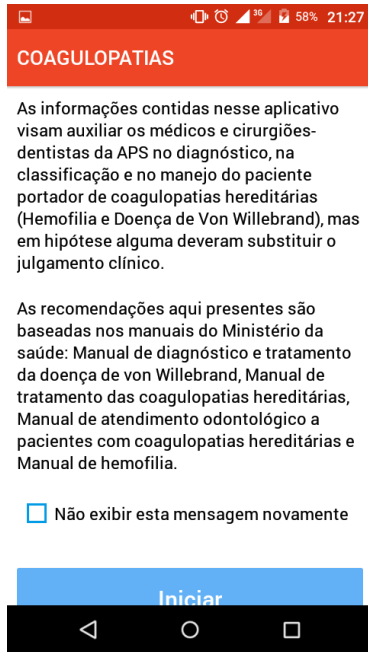 3G 58% 21:27
COAGULOPATIAS
As informações contidas nesse aplicativo
visam auxiliar os médicos e cirurgiões-
dentistas da APS no diagnóstico, na
classificação e no manejo do paciente
portador de coagulopatias hereditárias
(Hemofilia e Doença de Von Willebrand), mas
em hipótese alguma deveram substituir o
julgamento clínico.
As recomendações aqui presentes são
baseadas nos manuais do Ministério da
saúde: Manual de diagnóstico e tratamento
da doença de von Willebrand, Manual de
tratamento das coagulopatias hereditárias,
Manual de atendimento odontológico a
pacientes com coagulopatias hereditárias e
Manual de hemofilia.
Não exibir esta mensagem novamente
Iniciar